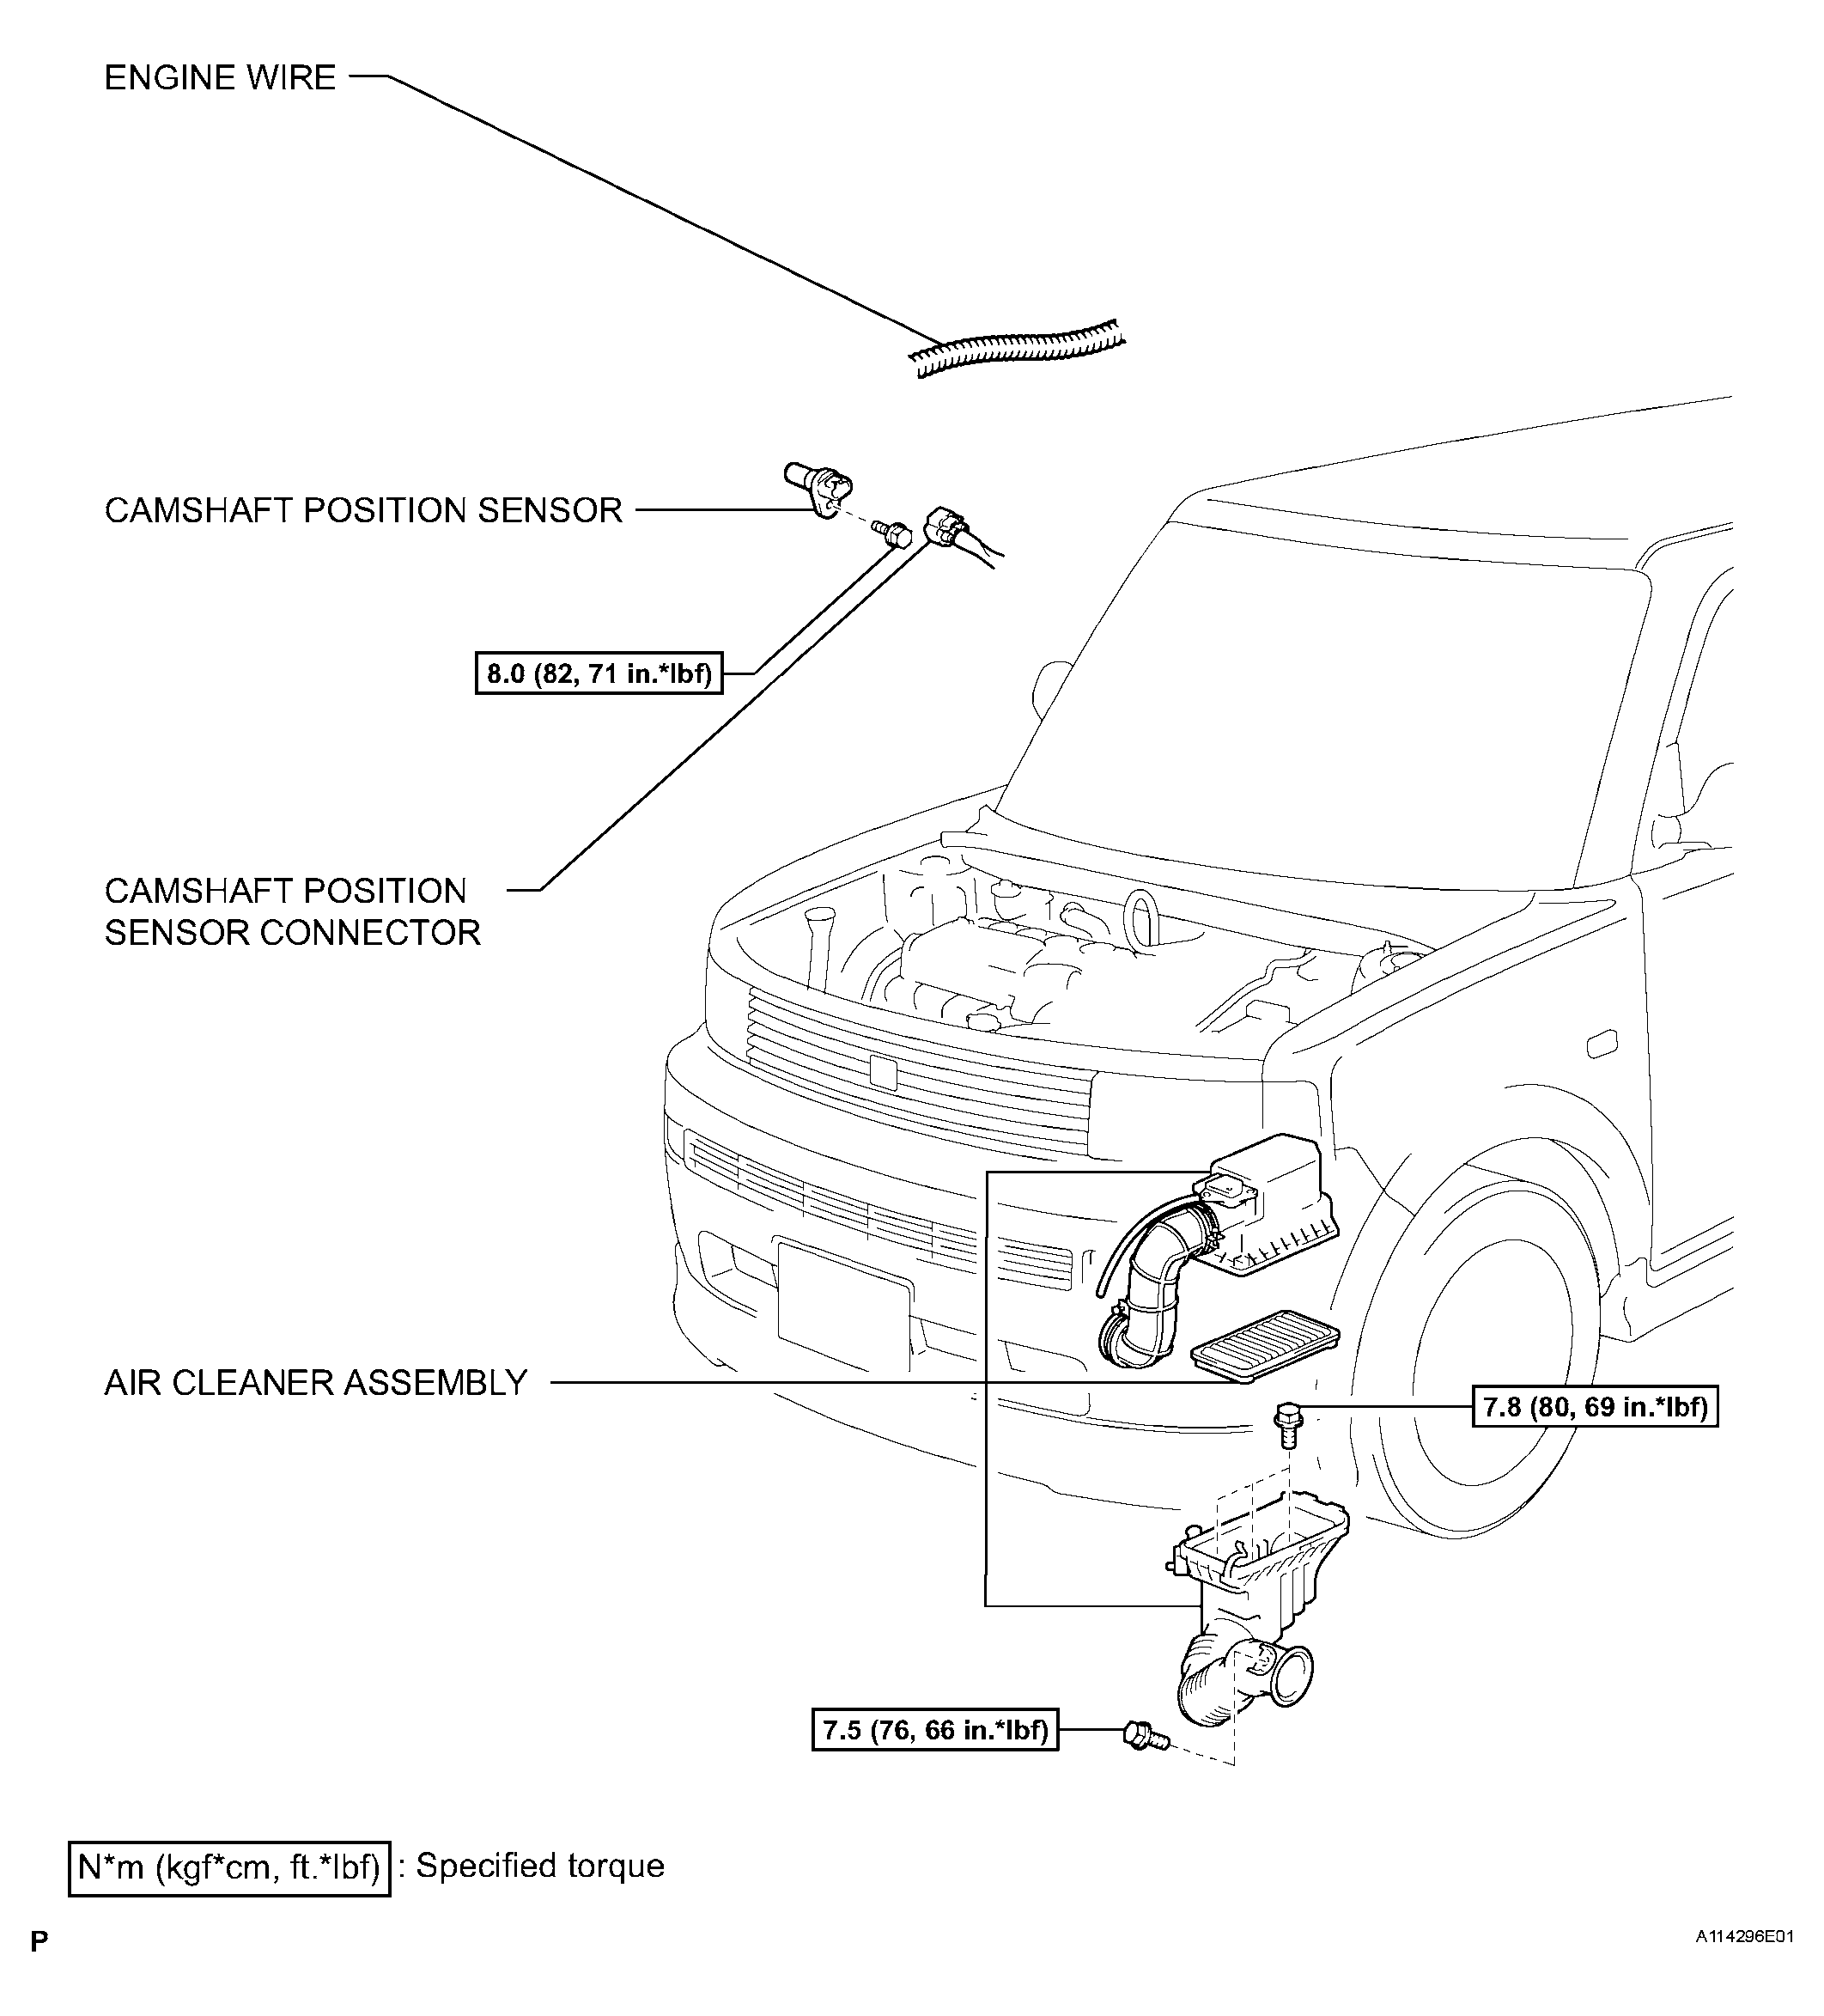 ENGINE WIRE
CAMSHAFT POSITION SENSOR
8.0 (82, 71 in.*lbf)
CAMSHAFT POSITION
SENSOR CONNECTOR
AIR CLEANER ASSEMBLY
7.8 (80, 69 in.*lbf)
7.5 (76, 66 in.*lbf)
N*m (kgf*cm, ft.*lbf) : Specified torque
P
A114296E01